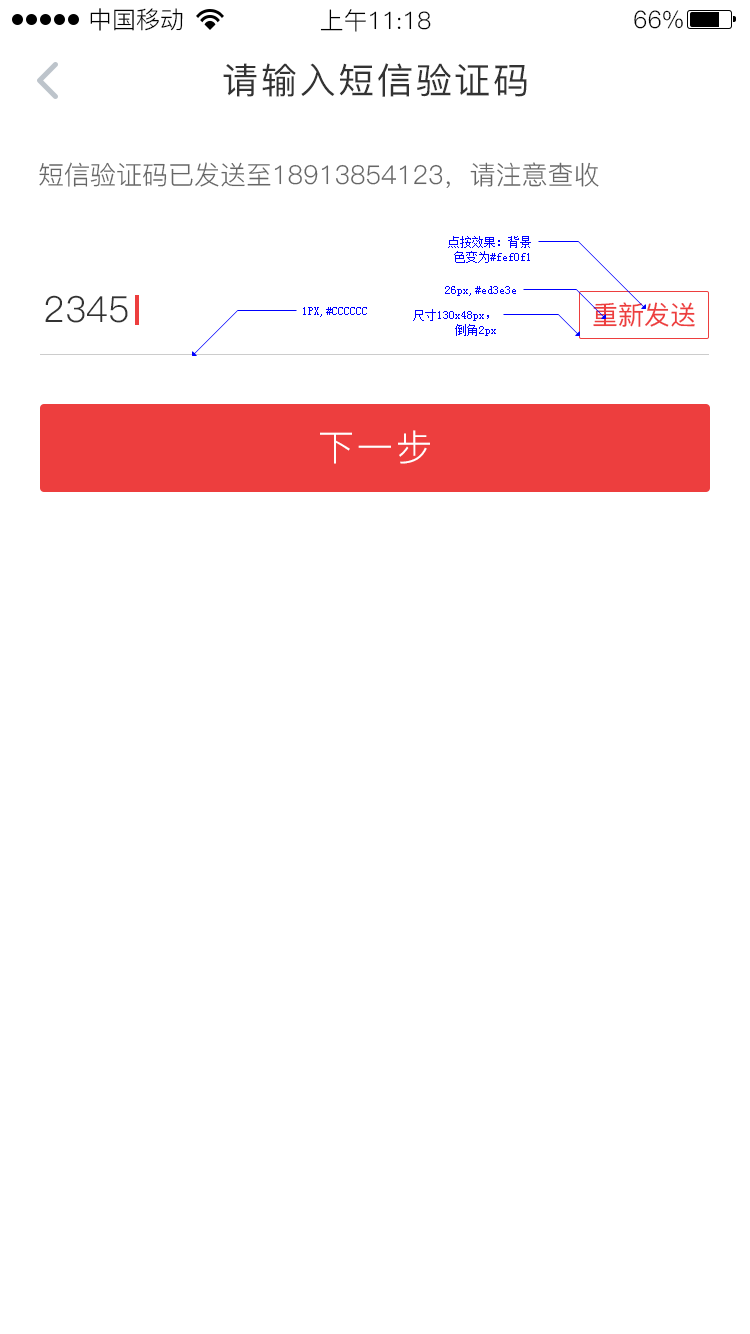 中国移动 上午11:18 66%
请输入短信验证码
短信验证码已发送至18913854123，请注意查收
点按效果：背景
色变为#fef0f1
26px,#ed3e3e
2345
1PX,#CCCCCC
尺寸130x48px，
倒角2px
重新发送
下一步